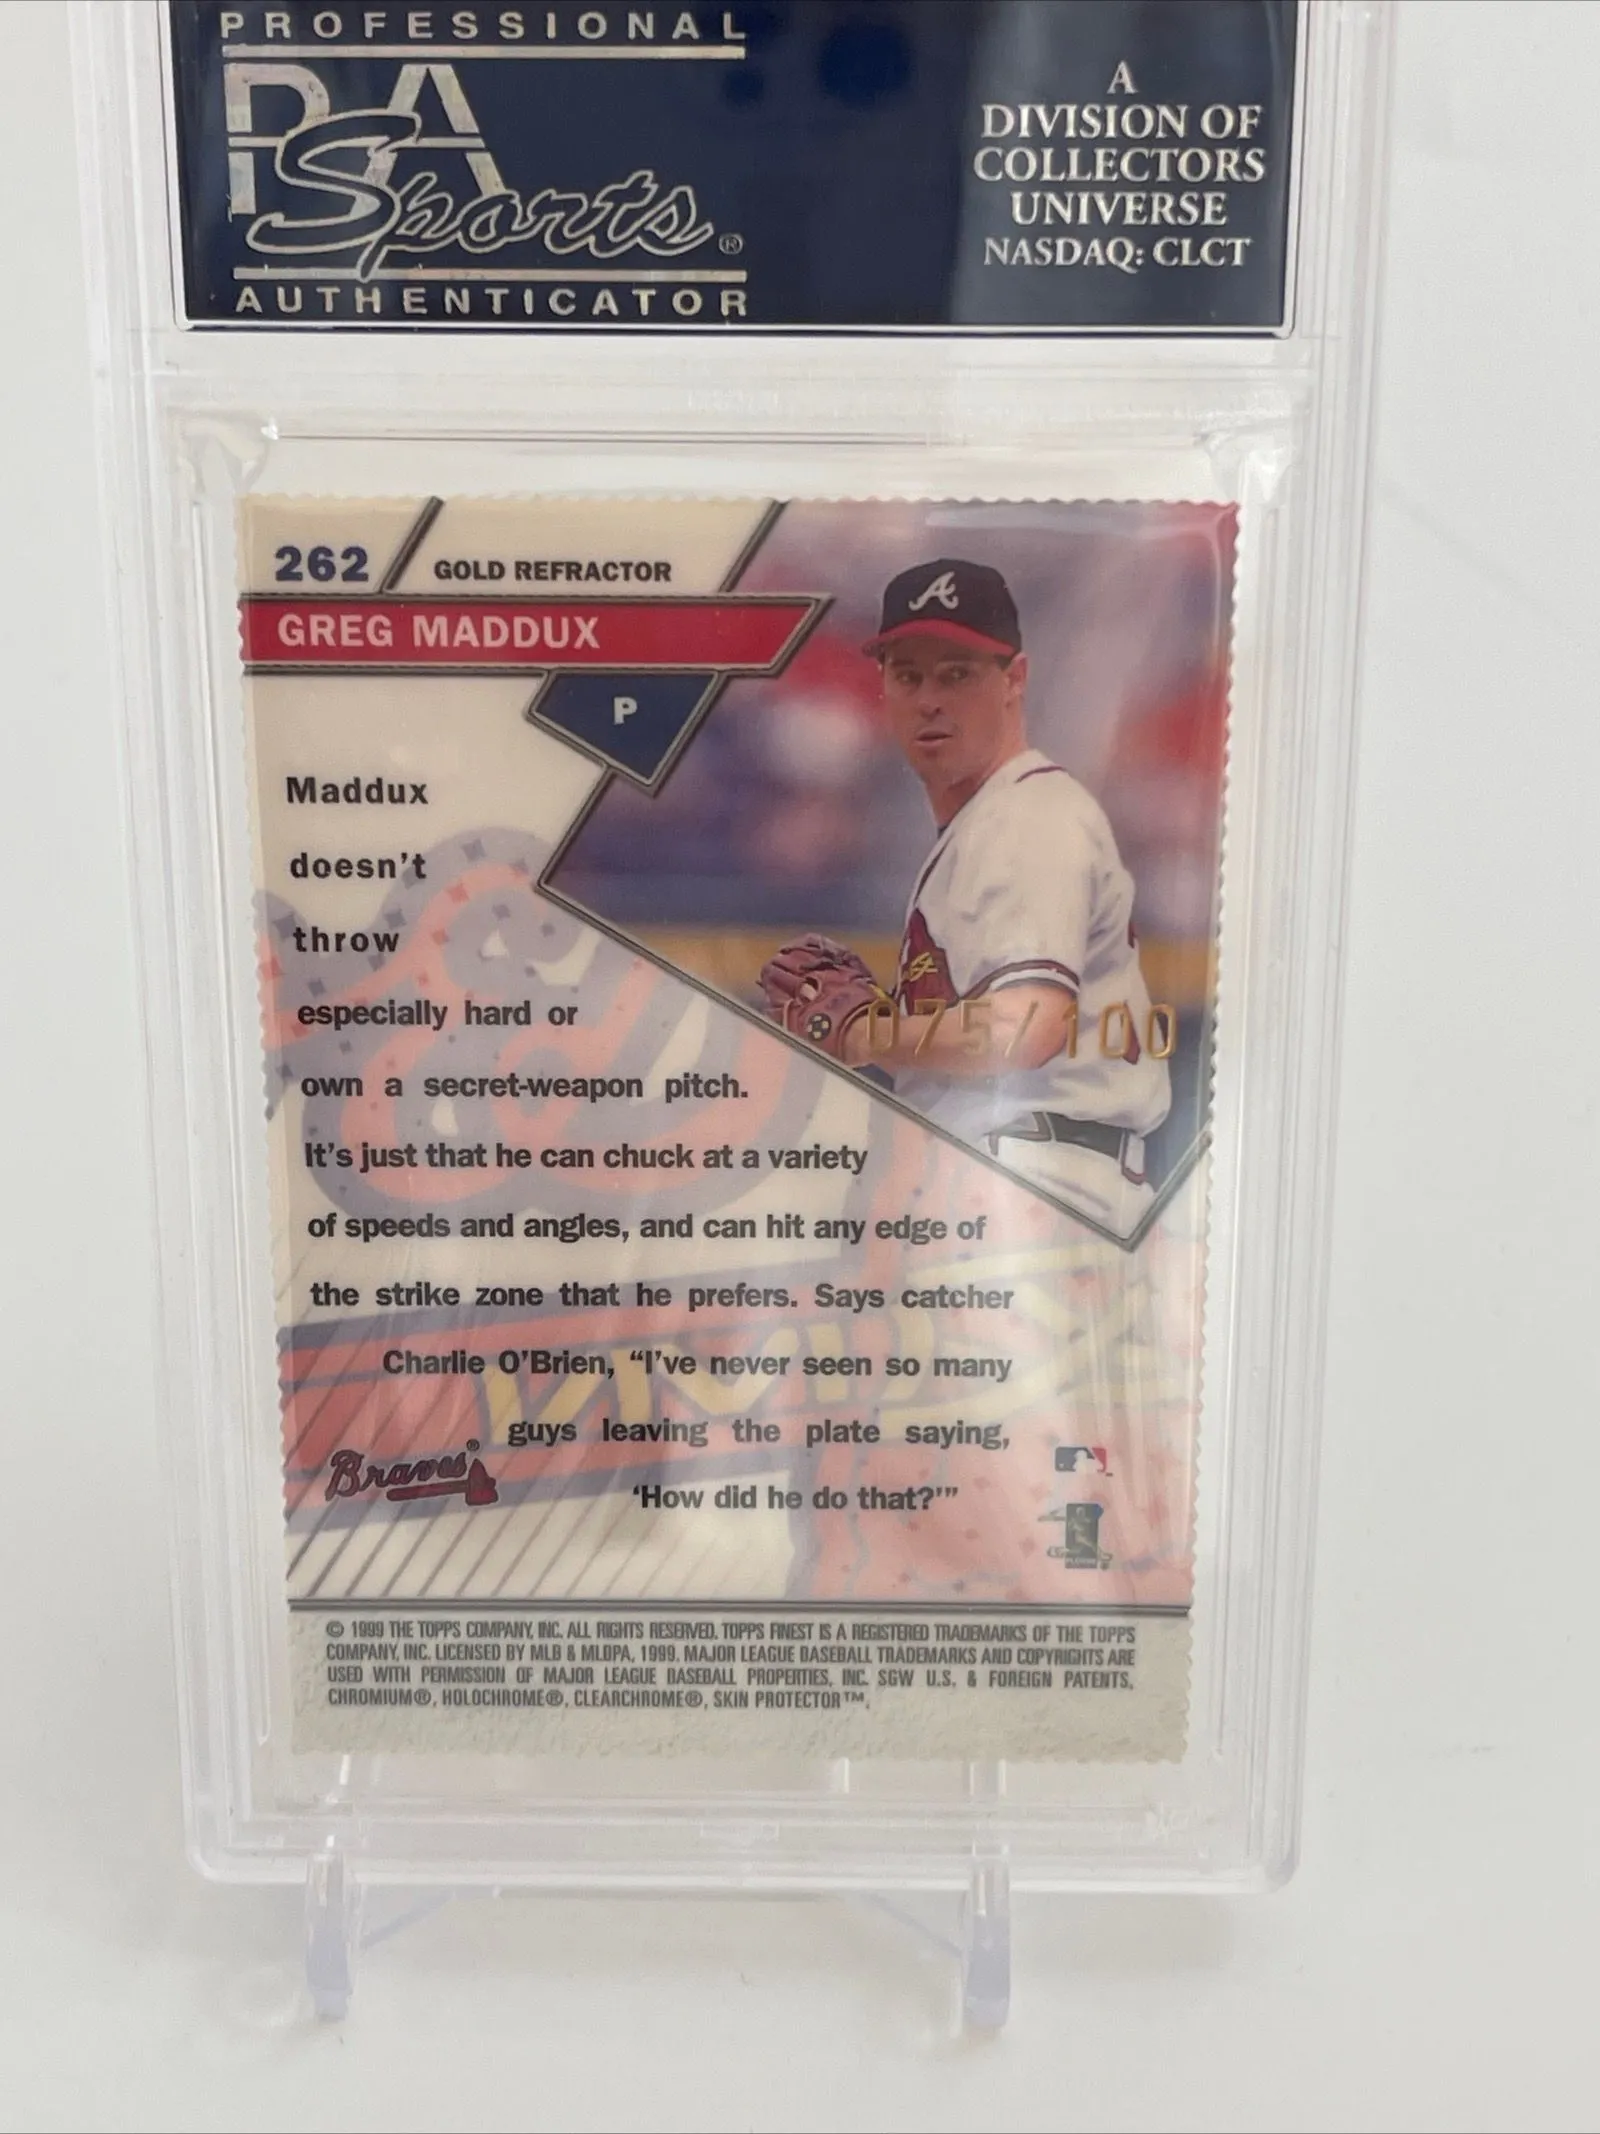 PROFESSIONAL
PSA
Sports®
AUTHENTICATOR
A
DIVISION OF
COLLECTORS
UNIVERSE
NASDAQ: CLCT
262
GOLD REFRACTOR
GREG MADDUX
P
A
Maddux
doesn't
throw
especially hard or
own a secret-weapon pitch.
It's just that he can chuck at a variety
of speeds and angles, and can hit any edge of
the strike zone that he prefers. Says catcher
Charlie O'Brien, “I've never seen so many
guys leaving the plate saying,
‘How did he do that?’”
075/100
Braves®
© 1999 THE TOPPS COMPANY, INC. ALL RIGHTS RESERVED. TOPPS FINEST IS A REGISTERED TRADEMARKS OF THE TOPPS
COMPANY, INC. LICENSED BY MLB & MLBPA, 1999. MAJOR LEAGUE BASEBALL TRADEMARKS AND COPYRIGHTS ARE
USED WITH PERMISSION OF MAJOR LEAGUE BASEBALL PROPERTIES, INC. SGW U.S. & FOREIGN PATENTS,
CHROMIUM®, HOLOCHROME®, CLEARCHROME®, SKIN PROTECTOR™.